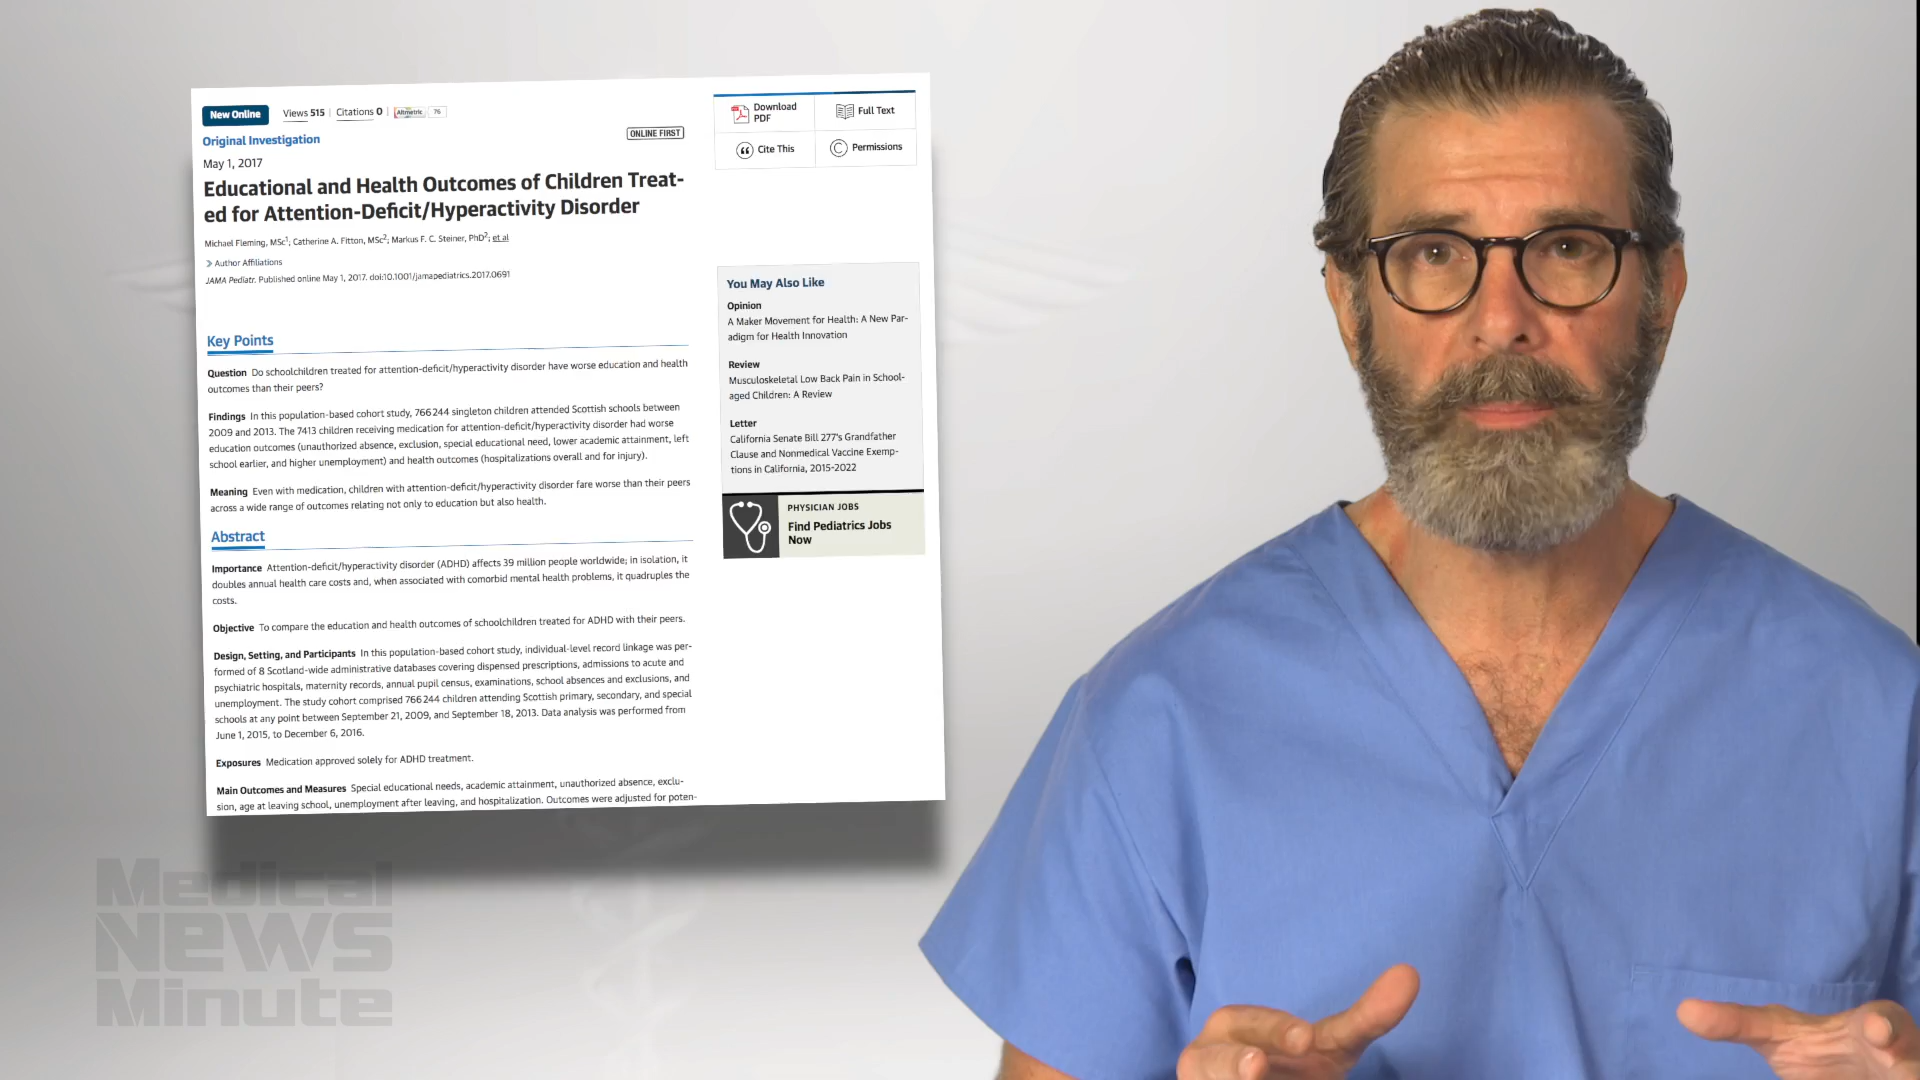 New Online
Views 515 | Citations 0 | Altmetric 76
Original Investigation
ONLINE FIRST
May 1, 2017
Educational and Health Outcomes of Children Treat-
ed for Attention-Deficit/Hyperactivity Disorder
Michael Fleming, MSc1; Catherine A. Fitton, MSc2; Markus F. C. Steiner, PhD2; et al
Author Affiliations
JAMA Pediatr. Published online May 1, 2017. doi:10.1001/jamapediatrics.2017.0691
Key Points
Question Do schoolchildren treated for attention-deficit/hyperactivity disorder have worse education and health
outcomes than their peers?
Findings In this population-based cohort study, 766 244 singleton children attended Scottish schools between
2009 and 2013. The 7413 children receiving medication for attention-deficit/hyperactivity disorder had worse
education outcomes (unauthorized absence, exclusion, special educational need, lower academic attainment, left
school earlier, and higher unemployment) and health outcomes (hospitalizations overall and for injury).
Meaning Even with medication, children with attention-deficit/hyperactivity disorder fare worse than their peers
across a wide range of outcomes relating not only to education but also health.
Abstract
Importance Attention-deficit/hyperactivity disorder (ADHD) affects 39 million people worldwide; in isolation, it
doubles annual health care costs and, when associated with comorbid mental health problems, it quadruples the
costs.
Objective To compare the education and health outcomes of schoolchildren treated for ADHD with their peers.
Design, Setting, and Participants In this population-based cohort study, individual-level record linkage was per-
formed of 8 Scotland-wide administrative databases covering dispensed prescriptions, admissions to acute and
psychiatric hospitals, maternity records, annual pupil census, examinations, school absences and exclusions, and
unemployment. The study cohort comprised 766 244 children attending Scottish primary, secondary, and special
schools at any point between September 21, 2009, and September 18, 2013. Data analysis was performed from
June 1, 2015, to December 6, 2016.
Exposures Medication approved solely for ADHD treatment.
Main Outcomes and Measures Special educational needs, academic attainment, unauthorized absence, exclu-
sion, age at leaving school, unemployment after leaving, and hospitalization. Outcomes were adjusted for poten-
Download
PDF
Full Text
Cite This
Permissions
You May Also Like
Opinion
A Maker Movement for Health: A New Par-
adigm for Health Innovation
Review
Musculoskeletal Low Back Pain in School-
aged Children: A Review
Letter
California Senate Bill 277's Grandfather
Clause and Nonmedical Vaccine Exemp-
tions in California, 2015-2022
PHYSICIAN JOBS
Find Pediatrics Jobs
Now
Medical
NEWS
Minute